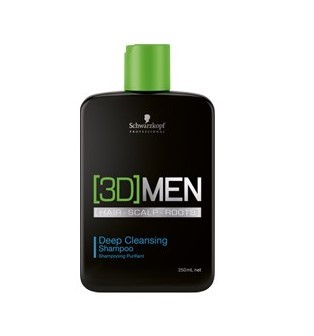 Schwarzkopf
PROFESSIONAL
[3D]MEN
HAIR SCALP ROOTS
Deep Cleansing
Shampoo
Shampooing Purifiant
250mL net